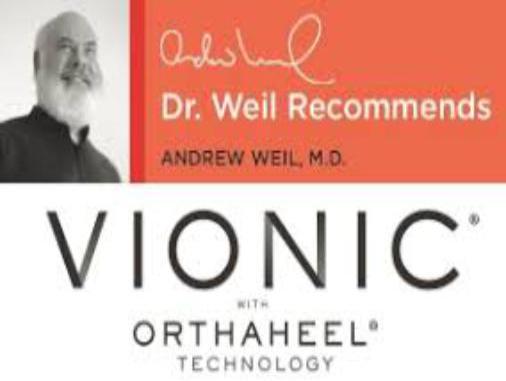 Dr. Weil Recommends
ANDREW WEIL, M.D.
VIONIC®
WITH
ORTHAHEEL®
TECHNOLOGY